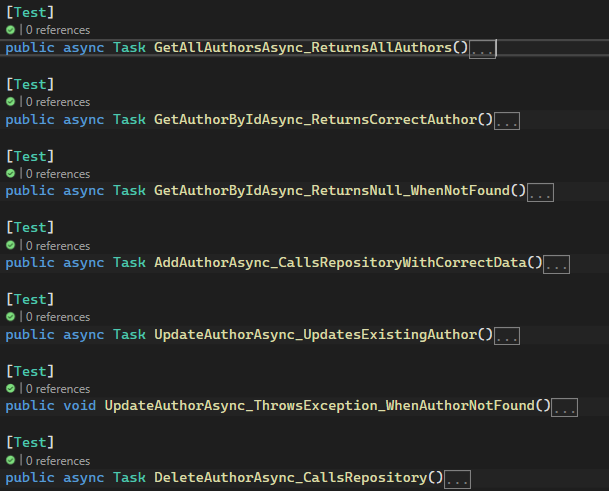 [Test]
| 0 references
public async Task GetAllAuthorsAsync_ReturnsAllAuthors()...
[Test]
| 0 references
public async Task GetAuthorByIdAsync_ReturnsCorrectAuthor()...
[Test]
| 0 references
public async Task GetAuthorByIdAsync_ReturnsNull_WhenNotFound()...
[Test]
| 0 references
public async Task AddAuthorAsync_CallsRepositoryWithCorrectData()...
[Test]
| 0 references
public async Task UpdateAuthorAsync_UpdatesExistingAuthor()...
[Test]
| 0 references
public void UpdateAuthorAsync_ThrowsException_WhenAuthorNotFound()...
[Test]
| 0 references
public async Task DeleteAuthorAsync_CallsRepository()...